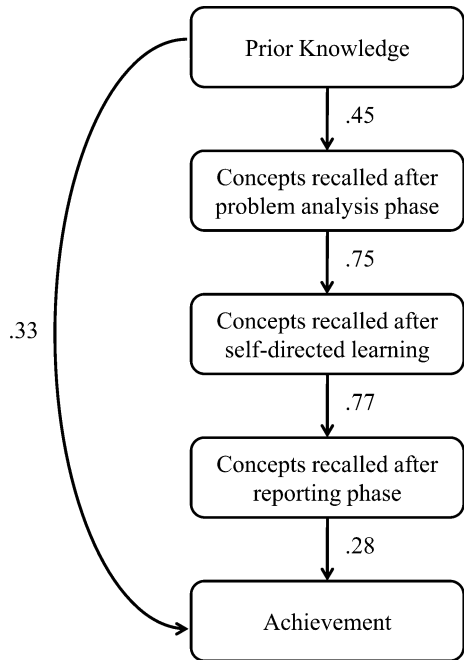 Prior Knowledge
.45
Concepts recalled after
problem analysis phase
.75
Concepts recalled after
self-directed learning
.33
.77
Concepts recalled after
reporting phase
.28
Achievement